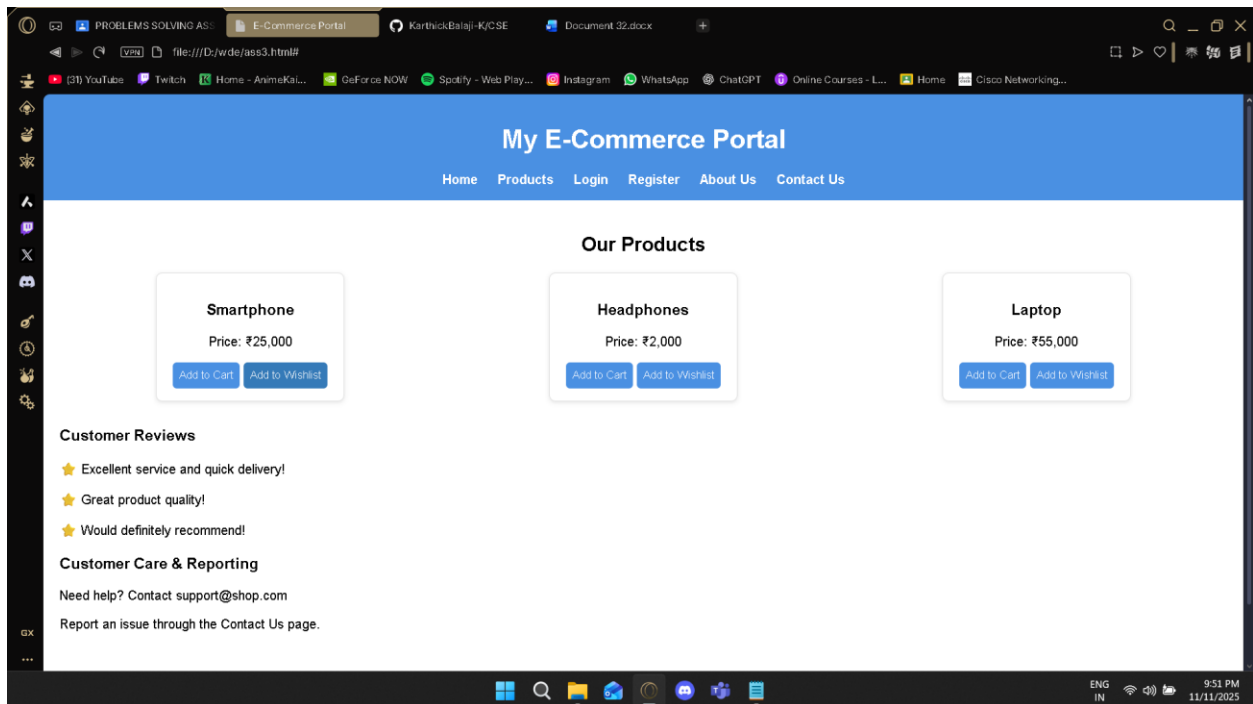 PROBLEMS SOLVING ASS
E-Commerce Portal
KarthickBalaji-K/CSE
Document 32.docx
VPN file:///D:/wde/ass3.html#
(31) YouTube Twitch Home - AnimeKai... GeForce NOW Spotify - Web Play... Instagram WhatsApp ChatGPT Online Courses - L... Home Cisco Networking...
My E-Commerce Portal
Home Products Login Register About Us Contact Us
Our Products
Smartphone
Price: ₹25,000
Add to Cart Add to Wishlist
Headphones
Price: ₹2,000
Add to Cart Add to Wishlist
Laptop
Price: ₹55,000
Add to Cart Add to Wishlist
Customer Reviews
Excellent service and quick delivery!
Great product quality!
Would definitely recommend!
Customer Care & Reporting
Need help? Contact support@shop.com
Report an issue through the Contact Us page.
GX
ENG
IN
9:51 PM
11/11/2025